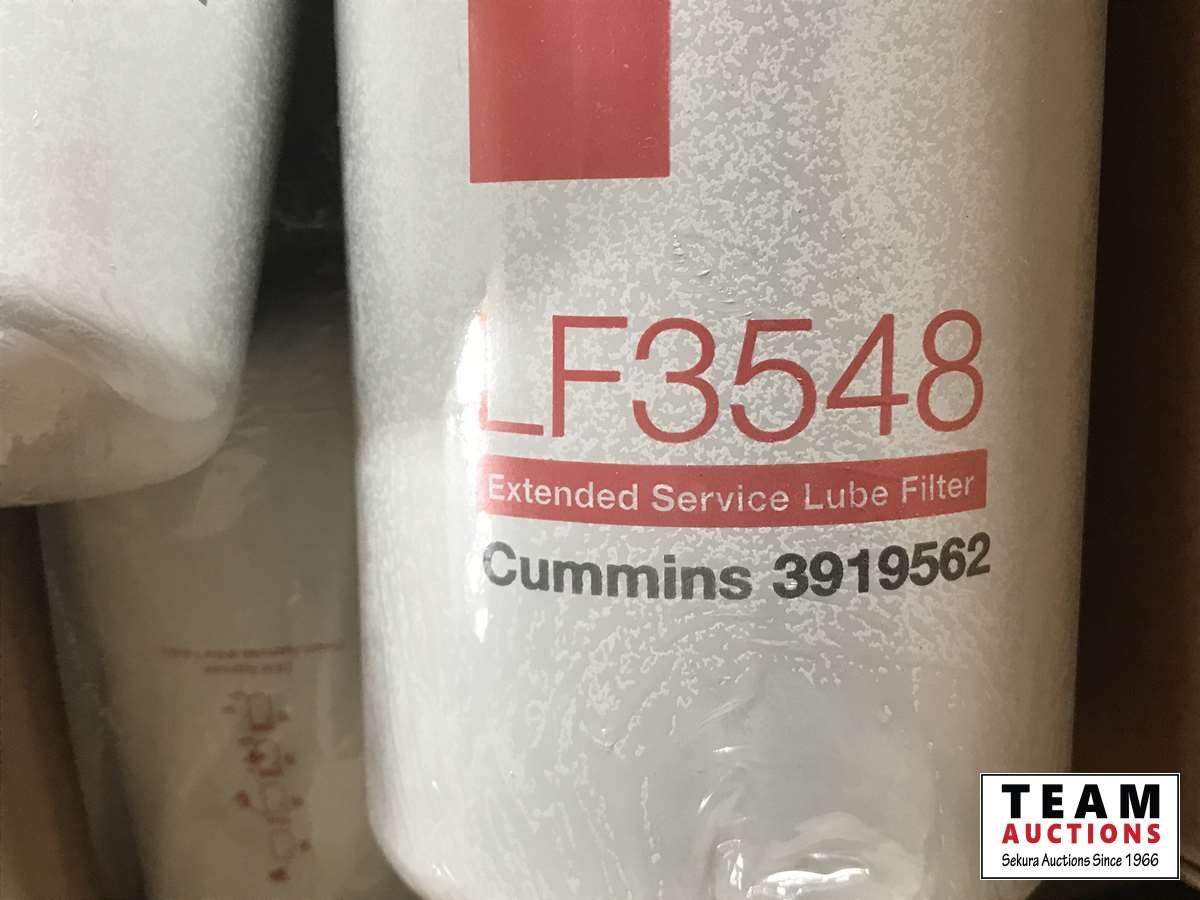 LF3548
Extended Service Lube Filter
Cummins 3919562
TEAM
AUCTIONS
Sekura Auctions Since 1966